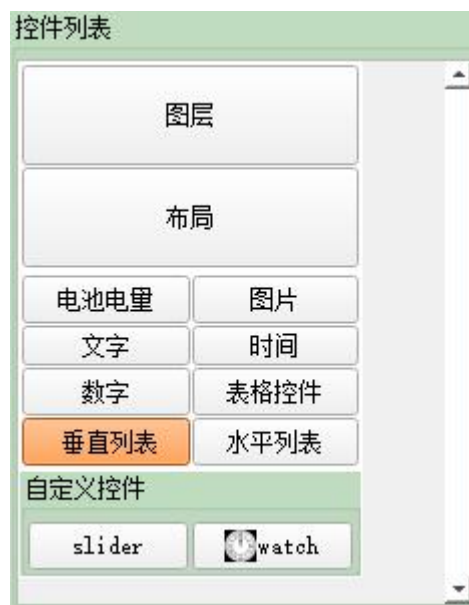 控件列表
图层
布局
电池电量 图片
文字 时间
数字 表格控件
垂直列表 水平列表
自定义控件
slider watch